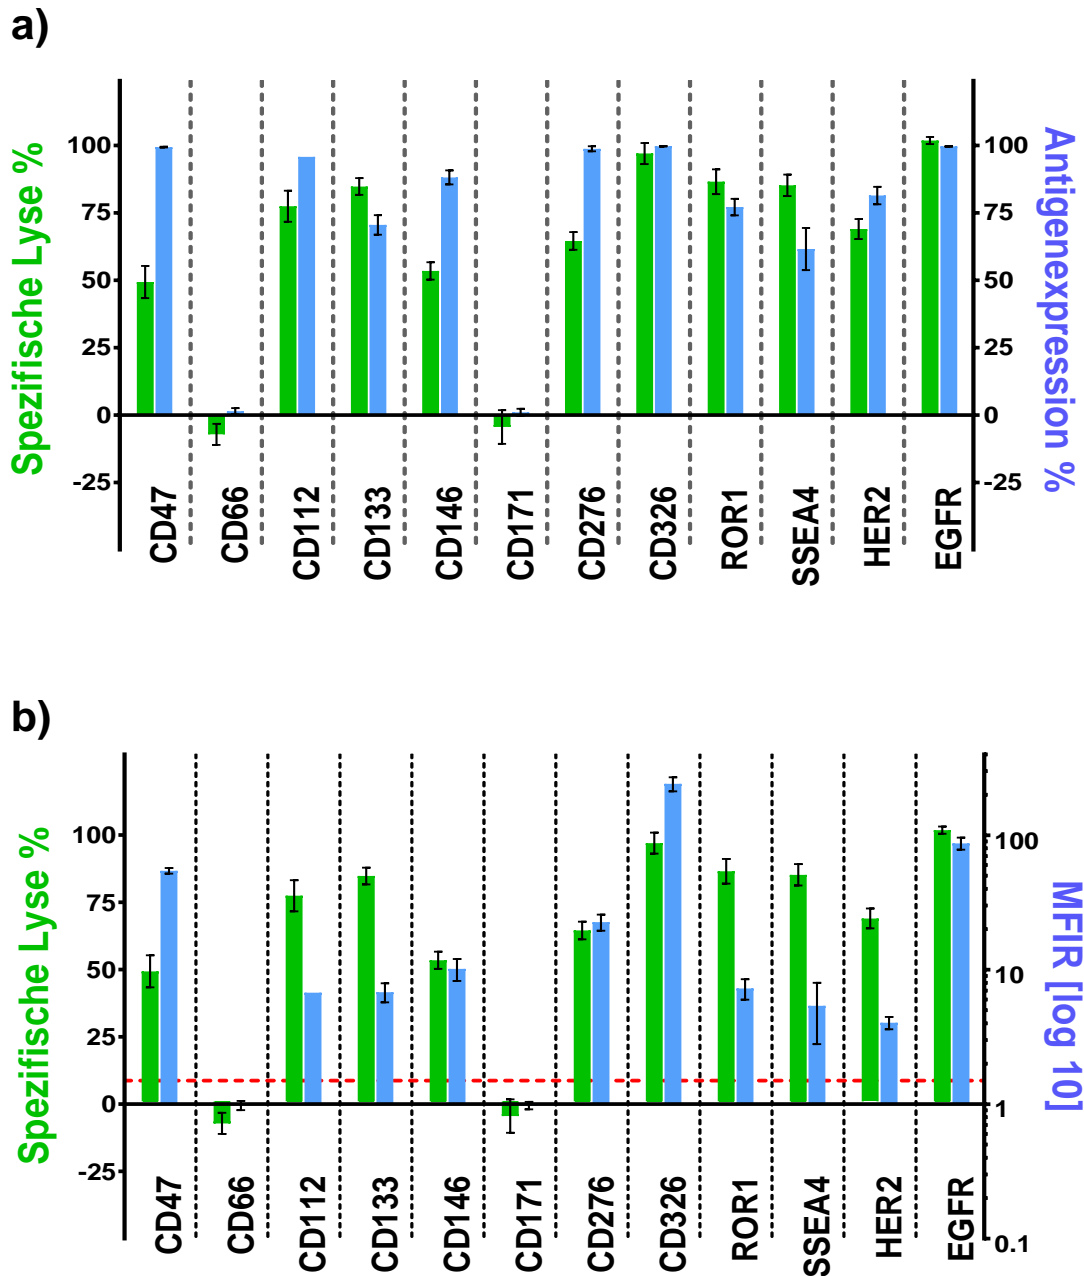 a)
Spezifische Lyse %
100
75
50
25
0
-25
100
75
50
25
0
-25
Antigenexpression %
CD47
CD66
CD112
CD133
CD146
CD171
CD276
CD326
ROR1
SSEA4
HER2
EGFR
b)
Spezifische Lyse %
100
75
50
25
0
-25
100
10
1
0.1
MFIR [log 10]
CD47
CD66
CD112
CD133
CD146
CD171
CD276
CD326
ROR1
SSEA4
HER2
EGFR